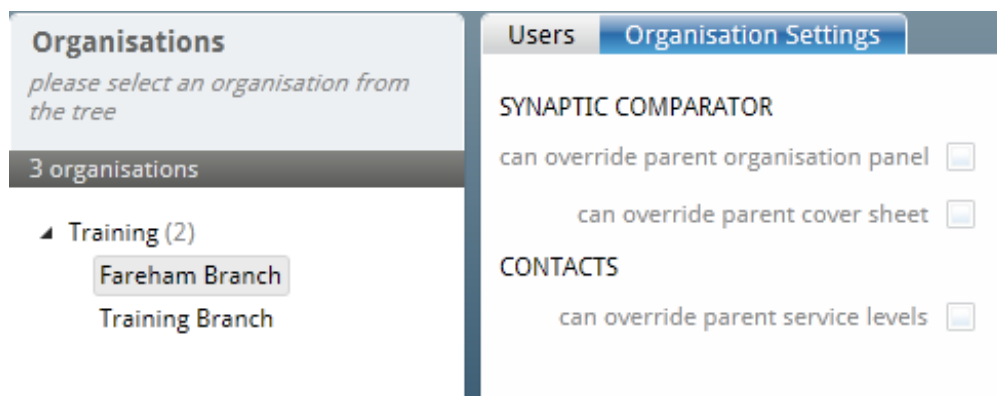 Organisations
please select an organisation from
the tree
3 organisations
Training (2)
Fareham Branch
Training Branch
Users
Organisation Settings
SYNAPTIC COMPARATOR
can override parent organisation panel
can override parent cover sheet
CONTACTS
can override parent service levels